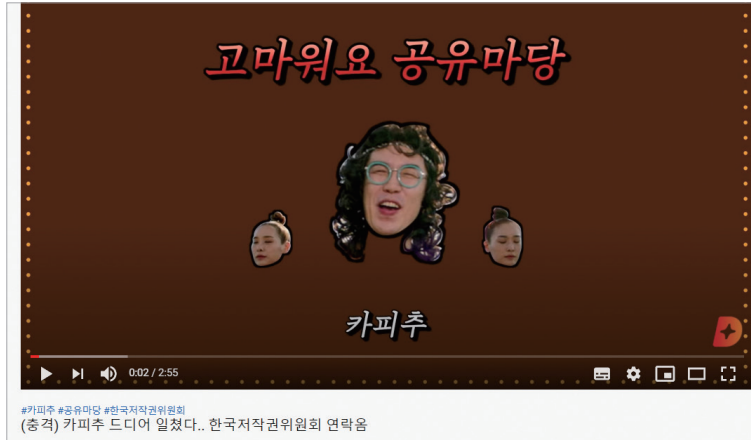 고마워요 공유마당
카피추
0:02 / 2:55
#카피추 #공유마당 #한국저작권위원회
(충격) 카피추 드디어 일쳤다.. 한국저작권위원회 연락옴